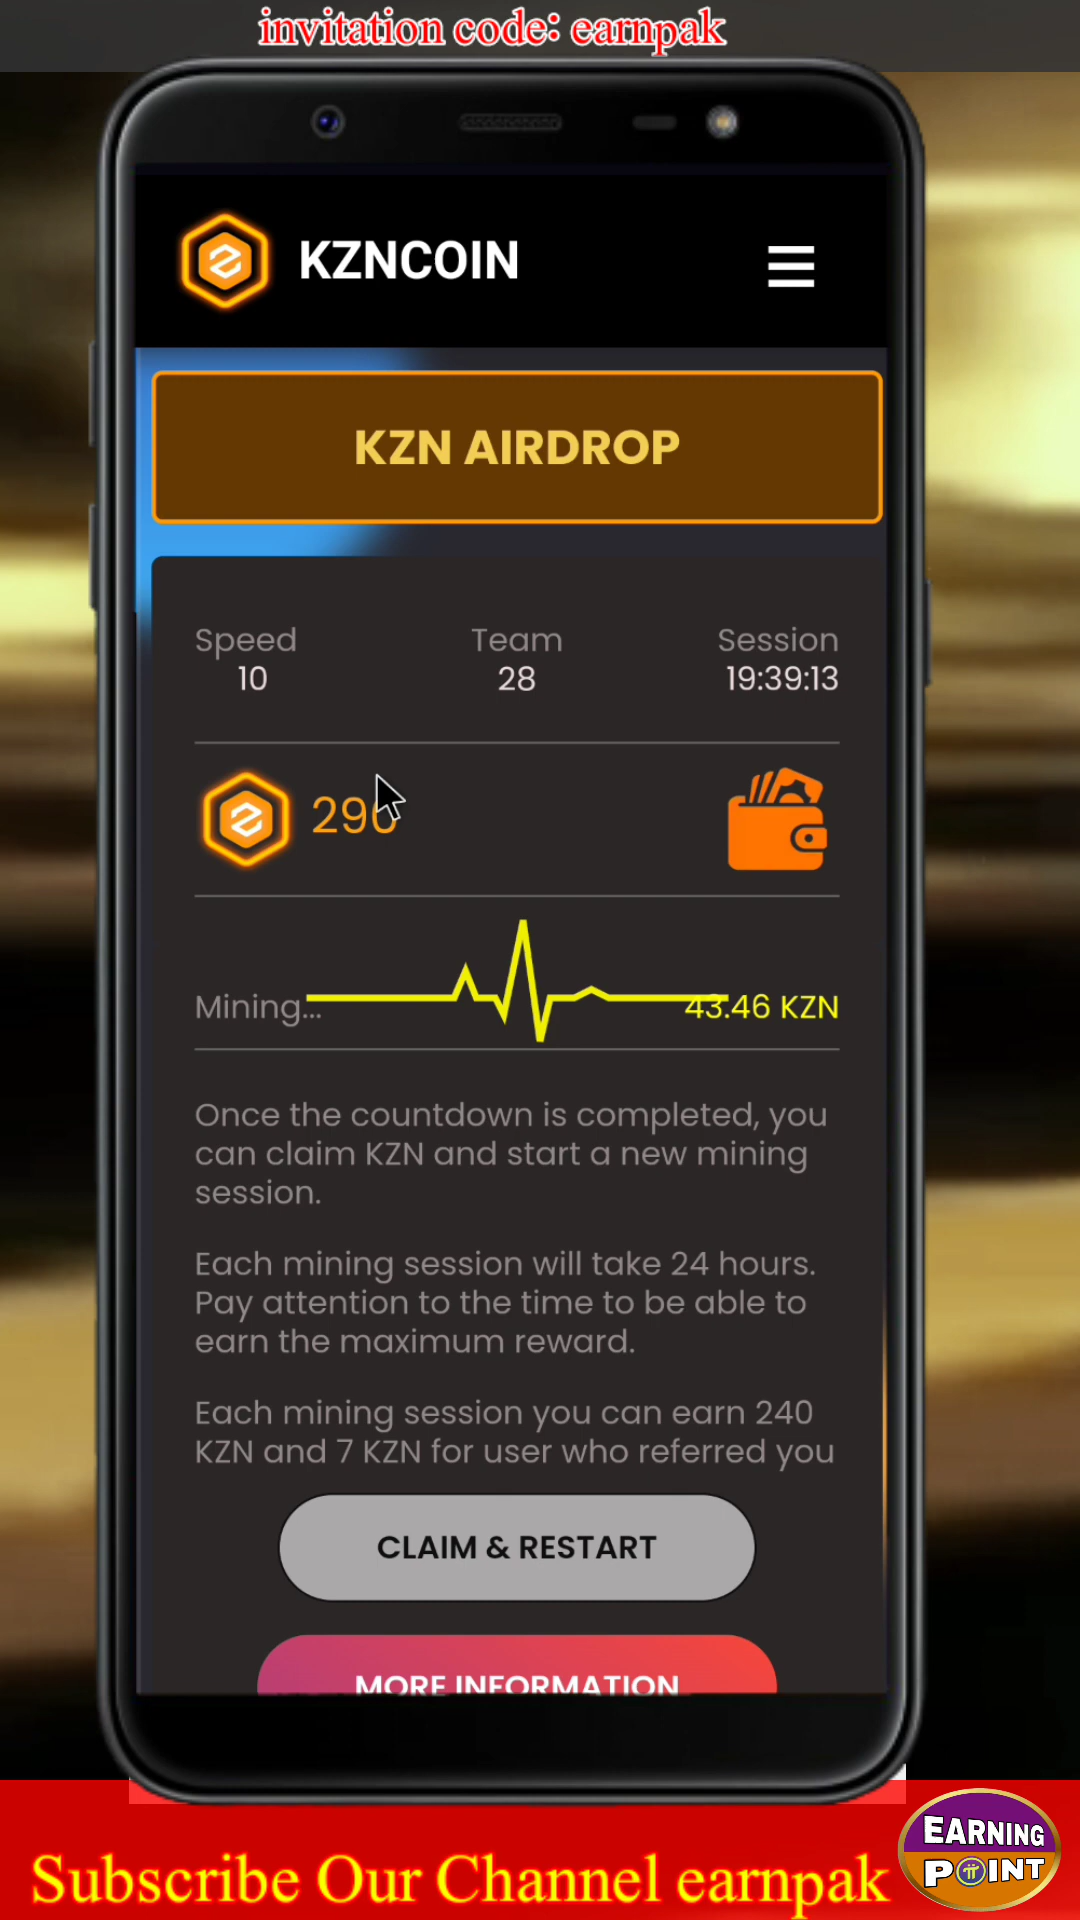 invitation code: earnpak
KZNCOIN
KZN AIRDROP
Speed Team Session
10 28 19:39:13
290
Mining... 43.46 KZN
Once the countdown is completed, you
can claim KZN and start a new mining
session.
Each mining session will take 24 hours.
Pay attention to the time to be able to
earn the maximum reward.
Each mining session you can earn 240
KZN and 7 KZN for user who referred you
CLAIM & RESTART
MORE INFORMATION
Subscribe Our Channel earnpak
EARNING
POINT